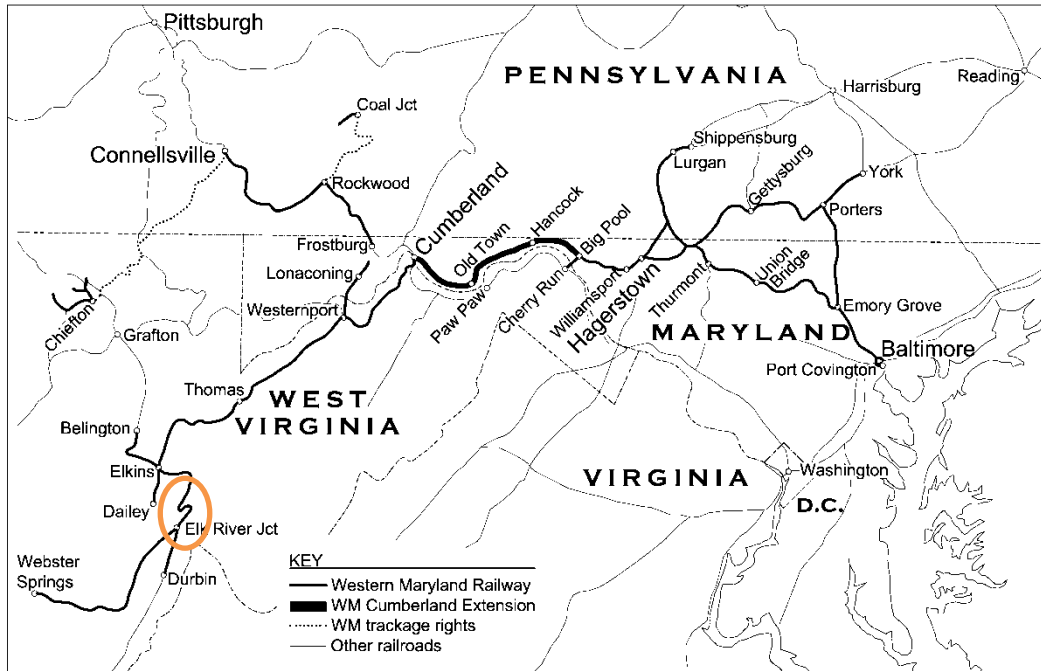 Pittsburgh
PENNSYLVANIA
Harrisburg
Reading
Coal Jct
Connellsville
Rockwood
Shippensburg
Lurgan
Gettysburg
York
Porters
Cumberland
Old Town
Hancock
Big Pool
Frostburg
Lonaconing
Westernport
Paw Paw
Cherry Run
Williamsport
Hagerstown
Thurmont
Union
Bridge
Emory Grove
MARYLAND
Baltimore
Port Covington
Chiefton
Grafton
Thomas
WEST
VIRGINIA
Belington
Elkins
Dailey
Elk River Jct
VIRGINIA
Washington
D.C.
Webster
Springs
Durbin
KEY
Western Maryland Railway
WM Cumberland Extension
WM trackage rights
Other railroads